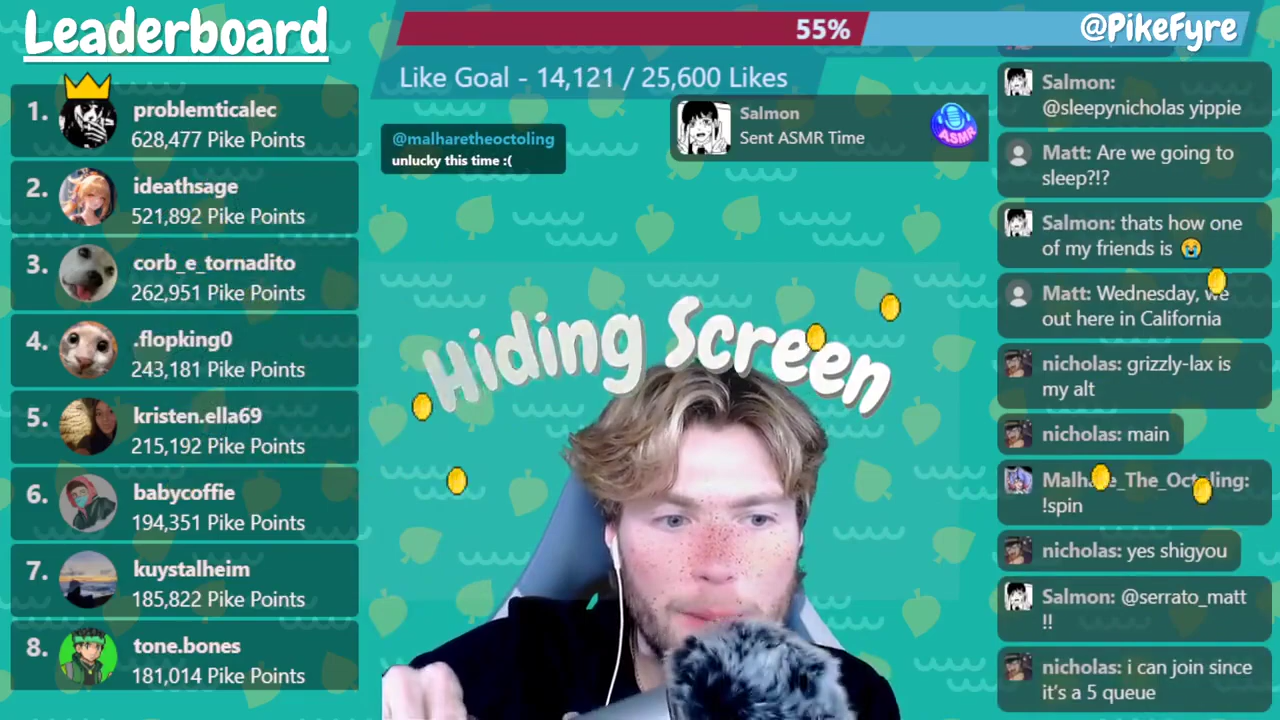 Leaderboard
1. problemticalec
628,477 Pike Points
2. ideathsage
521,892 Pike Points
3. corb_e_tornadito
262,951 Pike Points
4. .flopking0
243,181 Pike Points
5. kristen.ella69
215,192 Pike Points
6. babycoffie
194,351 Pike Points
7. kuystalheim
185,822 Pike Points
8. tone.bones
181,014 Pike Points
55%
@PikeFyre
Like Goal - 14,121 / 25,600 Likes
@malharetheoctoling
unlucky this time :(
Salmon
Sent ASMR Time
ASMR
Hiding Screen
Salmon:
@sleepynicholas yippie
Matt: Are we going to
sleep?!?
Salmon: thats how one
of my friends is 😭
Matt: Wednesday, we
out here in California
nicholas: grizzly-lax is
my alt
nicholas: main
Malhare_The_Octoling:
!spin
nicholas: yes shigyou
Salmon: @serrato_matt
!!
nicholas: i can join since
it's a 5 queue